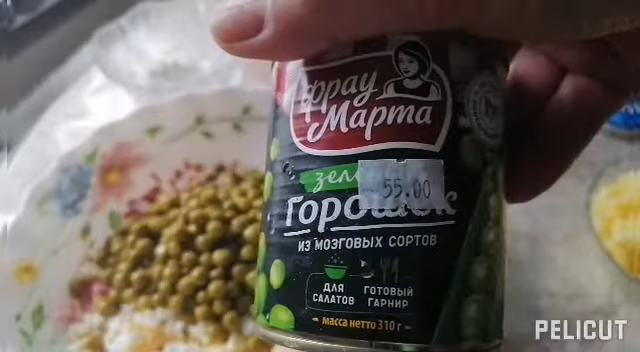 фрау
Марта
55.00
Горошек
ИЗ МОЗГОВЫХ СОРТОВ
ДЛЯ САЛАТОВ
ГОТОВЫЙ ГАРНИР
масса нетто 310 г
PELICUT